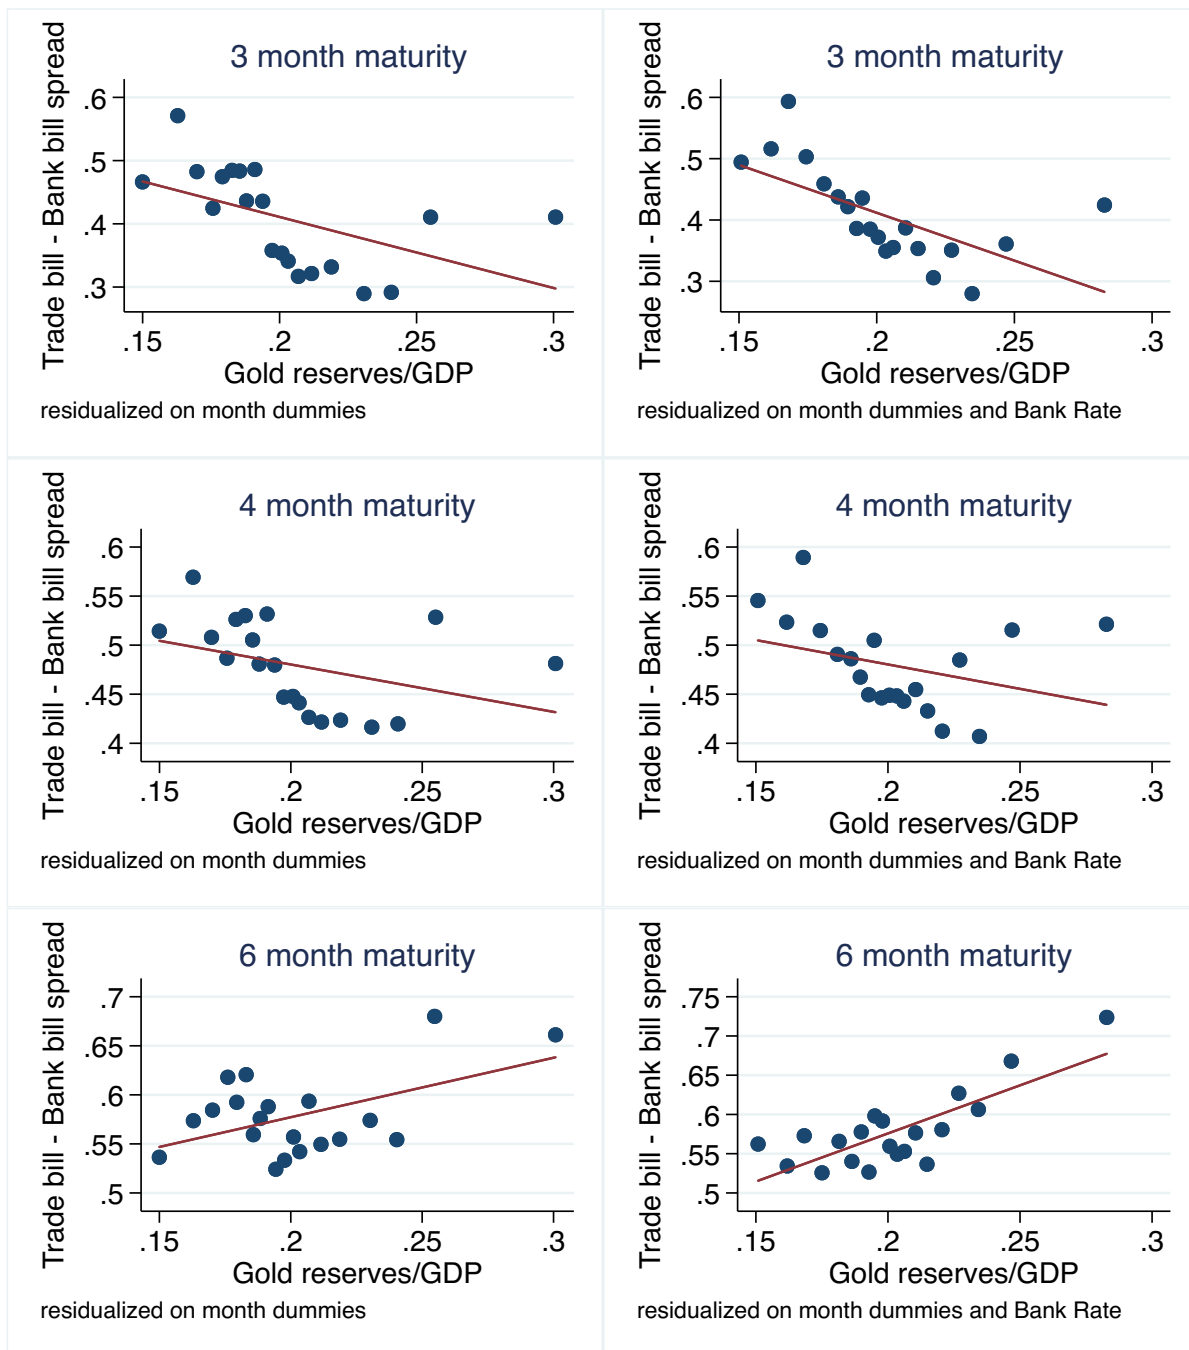 3 month maturity
Trade bill - Bank bill spread
.6
.5
.4
.3
.15 .2 .25 .3
Gold reserves/GDP
residualized on month dummies
3 month maturity
Trade bill - Bank bill spread
.6
.5
.4
.3
.15 .2 .25 .3
Gold reserves/GDP
residualized on month dummies and Bank Rate
4 month maturity
Trade bill - Bank bill spread
.6
.55
.5
.45
.4
.15 .2 .25 .3
Gold reserves/GDP
residualized on month dummies
4 month maturity
Trade bill - Bank bill spread
.6
.55
.5
.45
.4
.15 .2 .25 .3
Gold reserves/GDP
residualized on month dummies and Bank Rate
6 month maturity
Trade bill - Bank bill spread
.7
.65
.6
.55
.5
.15 .2 .25 .3
Gold reserves/GDP
residualized on month dummies
6 month maturity
Trade bill - Bank bill spread
.75
.7
.65
.6
.55
.5
.15 .2 .25 .3
Gold reserves/GDP
residualized on month dummies and Bank Rate